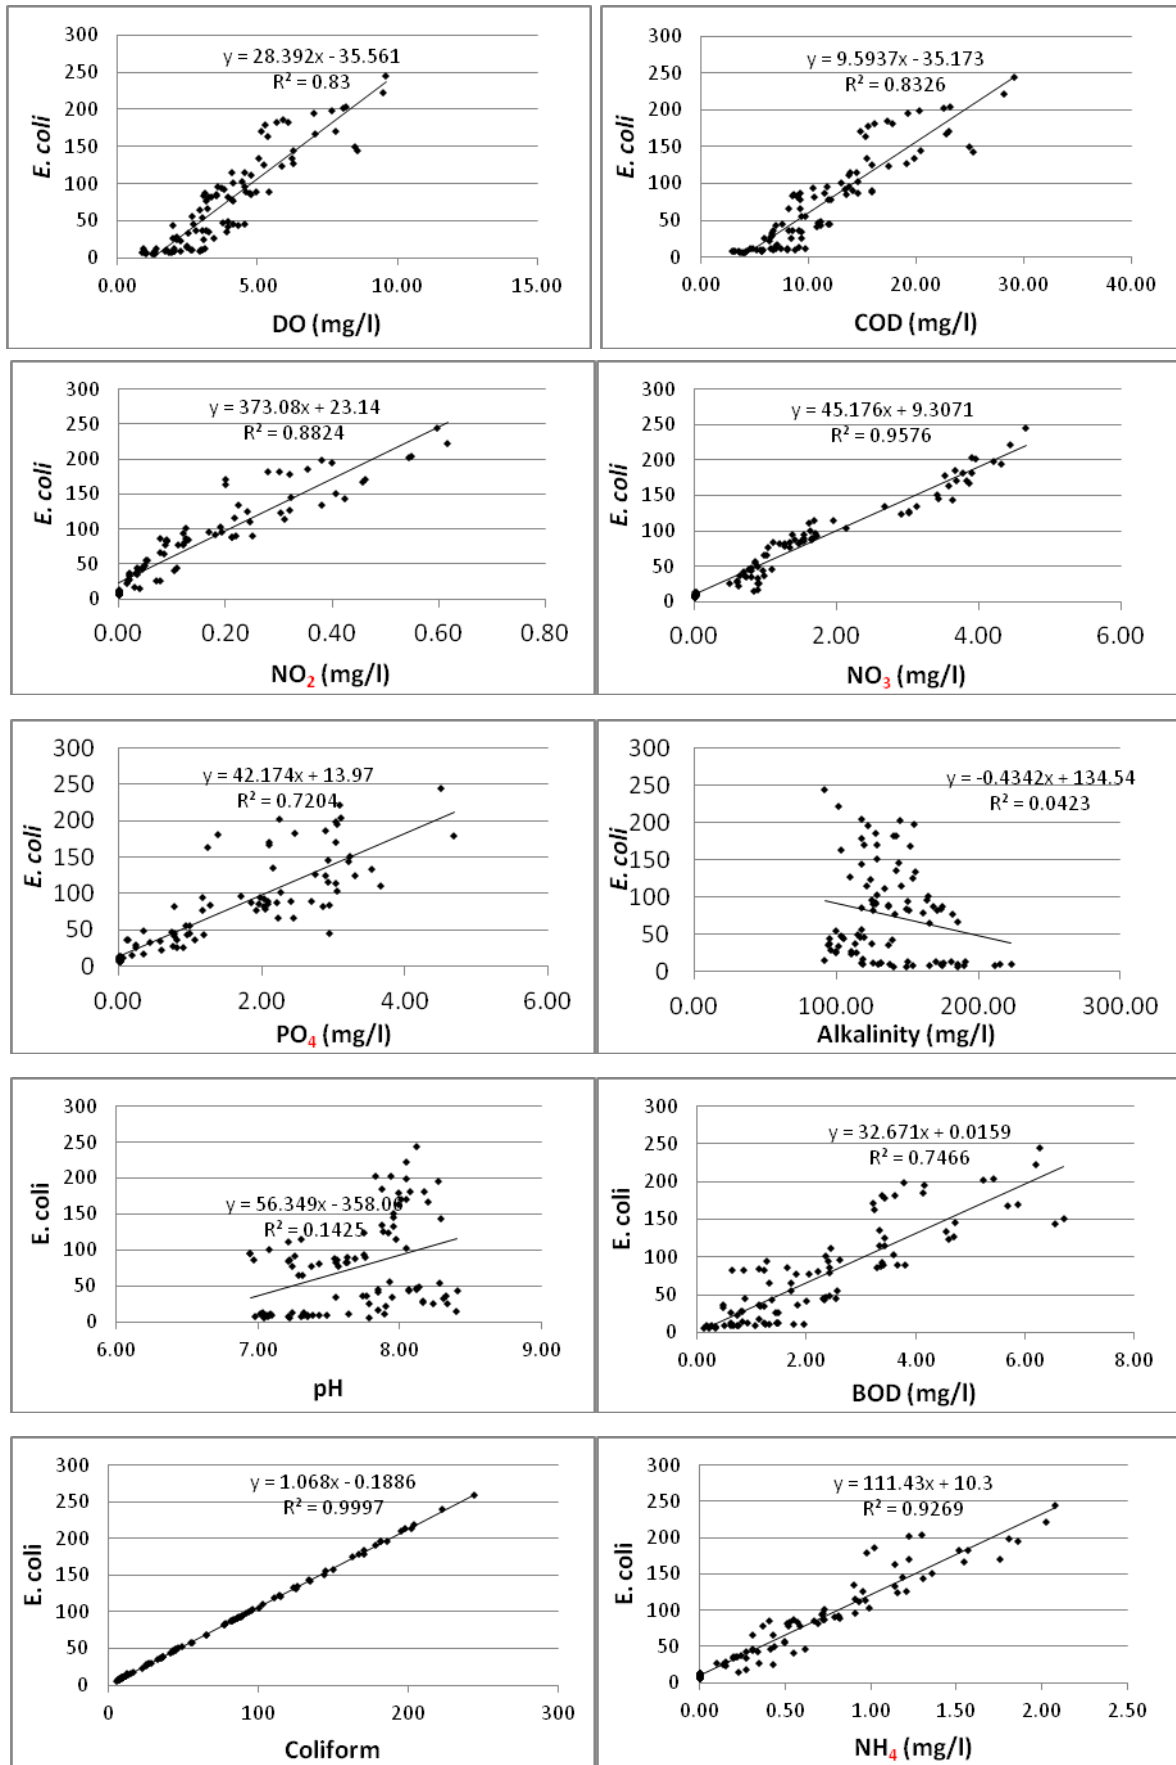 300
250
200
150
100
50
0
E. coli
y = 28.392x - 35.561
R² = 0.83
0.00 5.00 10.00 15.00
DO (mg/l)
300
250
200
150
100
50
0
E. coli
y = 9.5937x - 35.173
R² = 0.8326
0.00 10.00 20.00 30.00 40.00
COD (mg/l)
300
250
200
150
100
50
0
E. coli
y = 373.08x + 23.14
R² = 0.8824
0.00 0.20 0.40 0.60 0.80
NO₂ (mg/l)
300
250
200
150
100
50
0
E. coli
y = 45.176x + 9.3071
R² = 0.9576
0.00 2.00 4.00 6.00
NO₃ (mg/l)
300
250
200
150
100
50
0
E. coli
y = 42.174x + 13.97
R² = 0.7204
0.00 2.00 4.00 6.00
PO₄ (mg/l)
300
250
200
150
100
50
0
E. coli
y = -0.4342x + 134.54
R² = 0.0423
100.00 200.00 300.00
Alkalinity (mg/l)
300
250
200
150
100
50
0
E. coli
y = 56.349x - 358.06
R² = 0.1425
6.00 7.00 8.00 9.00
pH
300
250
200
150
100
50
0
E. coli
y = 32.671x + 0.0159
R² = 0.7466
0.00 2.00 4.00 6.00 8.00
BOD (mg/l)
300
250
200
150
100
50
0
E. coli
y = 1.068x - 0.1886
R² = 0.9997
0 100 200 300
Coliform
300
250
200
150
100
50
0
E. coli
y = 111.43x + 10.3
R² = 0.9269
0.00 0.50 1.00 1.50 2.00 2.50
NH₄ (mg/l)